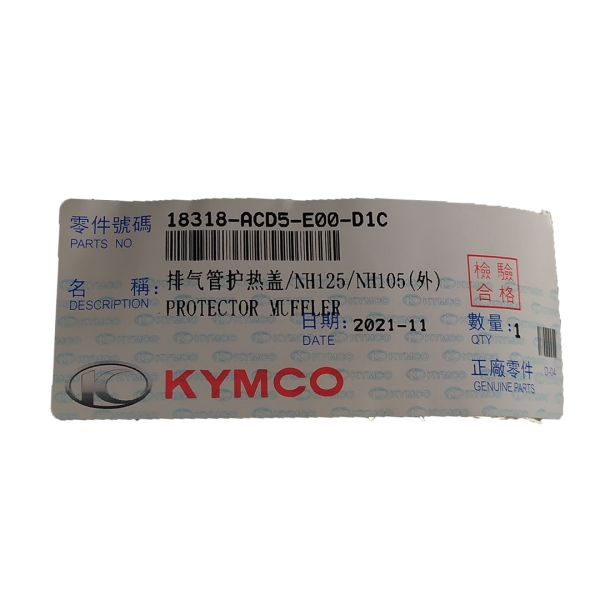 零件號碼 18318-ACD5-E00-D1C
PARTS NO
檢驗
合格
名稱: 排气管护热盖/NH125/NH105(外)
DESCRIPTION PROTECTOR MUFFLER
日期: 2021-11
DATE
數量:1
QTY
KYMCO
正廠零件
GENUINE PARTS
D-04